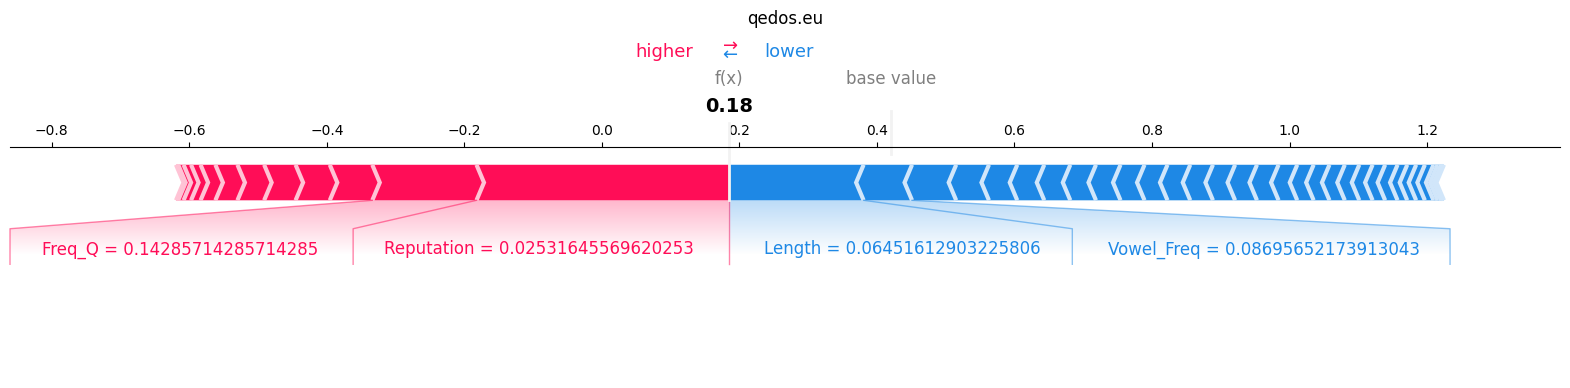 qedos.eu
higher ⇄ lower
f(x) base value
0.18
−0.8 −0.6 −0.4 −0.2 0.0 0.2 0.4 0.6 0.8 1.0 1.2
Freq_Q = 0.14285714285714285 Reputation = 0.02531645569620253 Length = 0.06451612903225806 Vowel_Freq = 0.08695652173913043